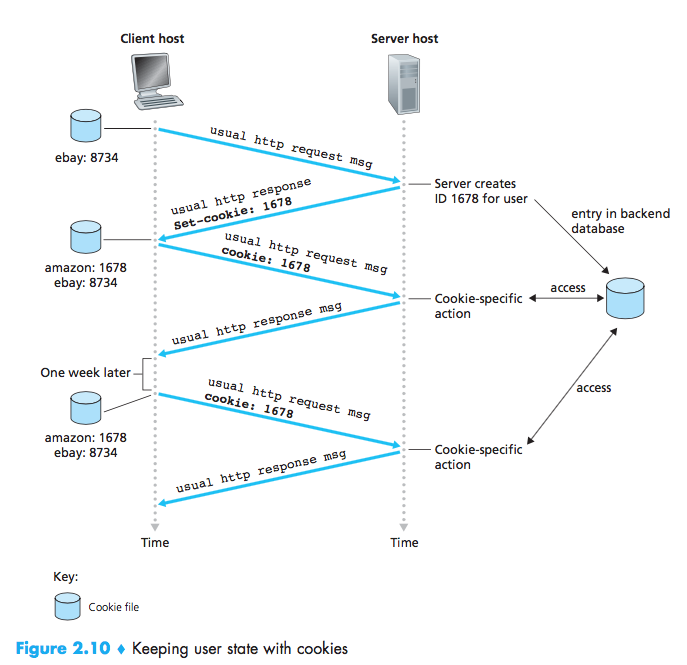 Client host
Server host
usual http request msg
ebay: 8734
Server creates
ID 1678 for user
usual http response
Set-cookie: 1678
entry in backend
database
usual http request msg
cookie: 1678
amazon: 1678
ebay: 8734
access
Cookie-specific
action
usual http response msg
One week later
access
usual http request msg
cookie: 1678
amazon: 1678
ebay: 8734
Cookie-specific
action
usual http response msg
Time
Time
Key:
Cookie file
Figure 2.10 ♦ Keeping user state with cookies